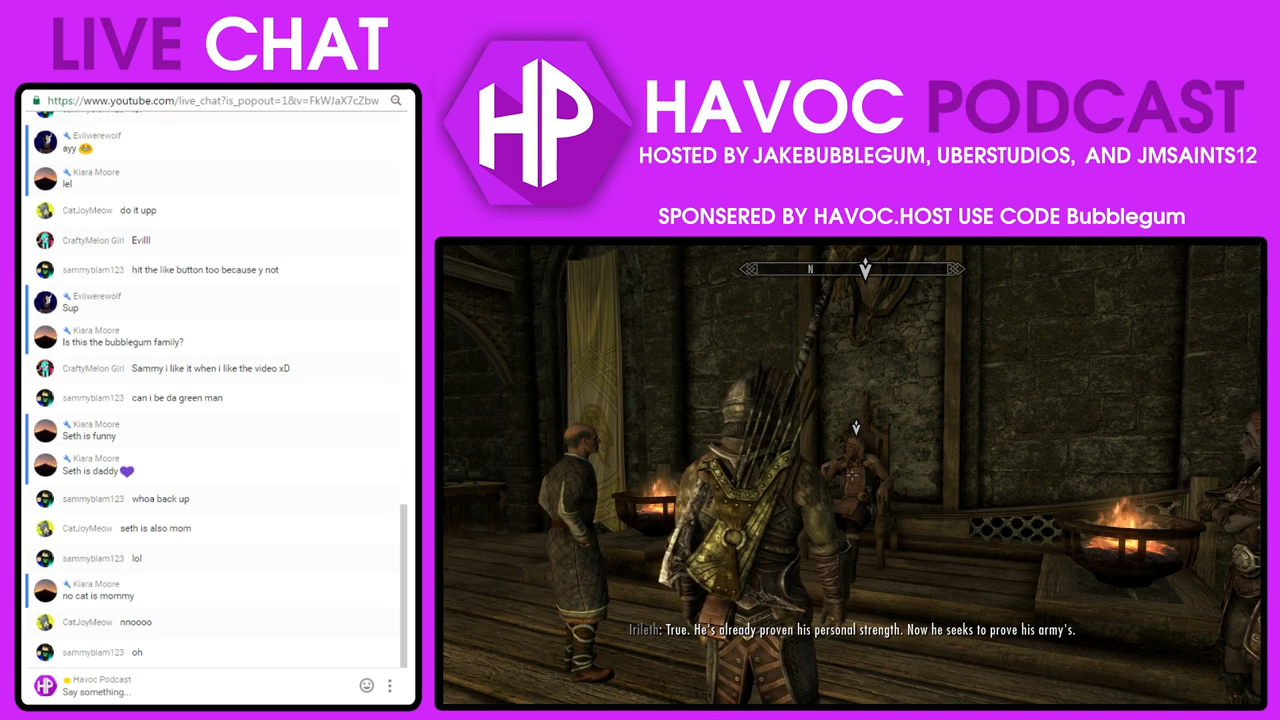 LIVE CHAT
https://www.youtube.com/live_chat?is_popout=1&v=FkWJaX7cZbw
Evilwerewolf
ayy
Kiara Moore
lel
CatJoyMeow do it upp
CraftyMelon Girl Evilll
sammyblam123 hit the like button too because y not
Evilwerewolf
Sup
Kiara Moore
Is this the bubblegum family?
CraftyMelon Girl Sammy i like it when i like the video xD
sammyblam123 can i be da green man
Kiara Moore
Seth is funny
Kiara Moore
Seth is daddy
sammyblam123 whoa back up
CatJoyMeow seth is also mom
sammyblam123 lol
Kiara Moore
no cat is mommy
CatJoyMeow nnoooo
sammyblam123 oh
HP Havoc Podcast
Say something...
HP
HAVOC PODCAST
HOSTED BY JAKEBUBBLEGUM, UBERSTUDIOS, AND JMSAINTS12
SPONSERED BY HAVOC.HOST USE CODE Bubblegum
N
Irileth: True. He's already proven his personal strength. Now he seeks to prove his army's.